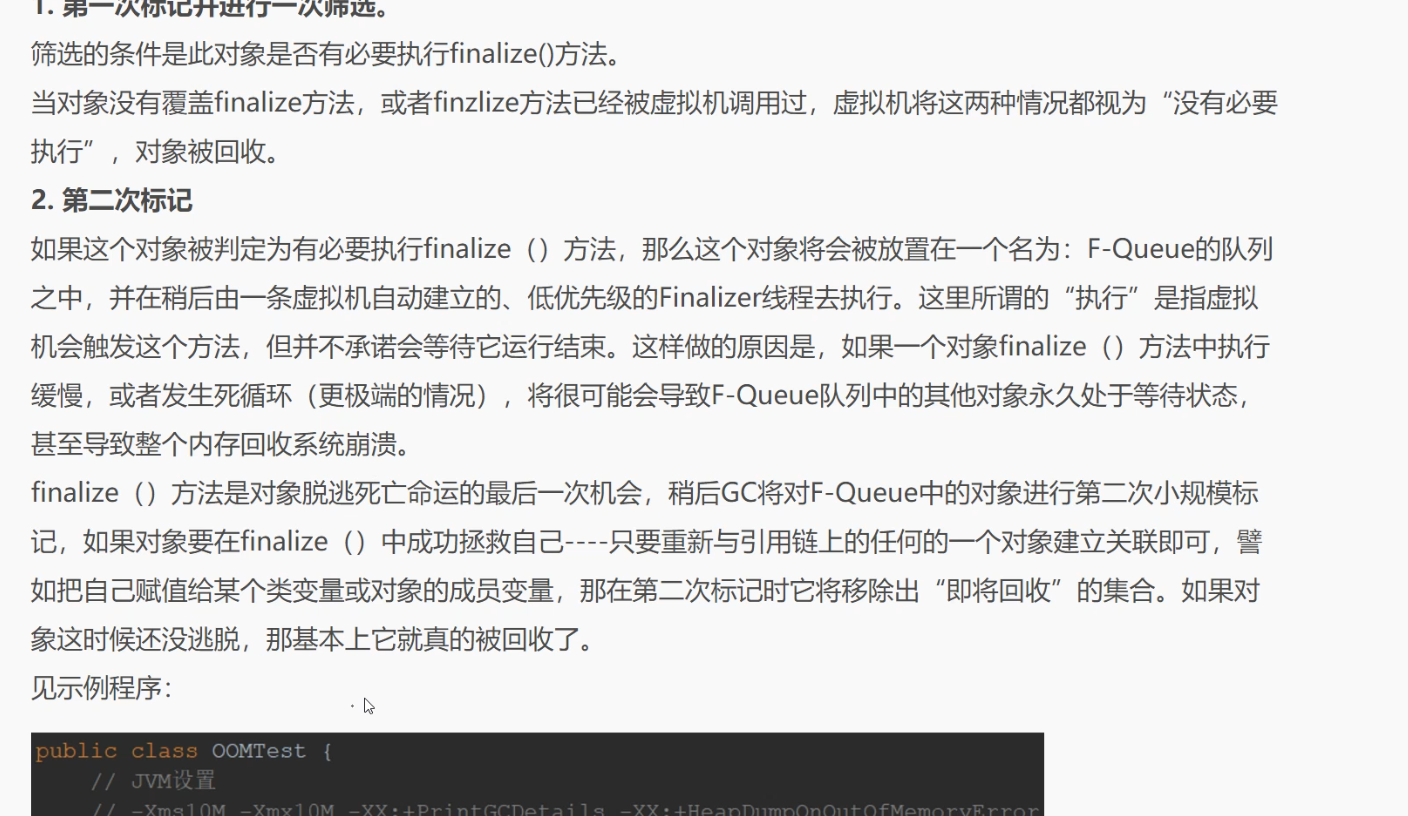 1. 第一次标记并进行一次筛选。
筛选的条件是此对象是否有必要执行finalize()方法。
当对象没有覆盖finalize方法，或者finzlize方法已经被虚拟机调用过，虚拟机将这两种情况都视为“没有必要
执行”，对象被回收。
2. 第二次标记
如果这个对象被判定为有必要执行finalize（）方法，那么这个对象将会被放置在一个名为：F-Queue的队列
之中，并在稍后由一条虚拟机自动建立的、低优先级的Finalizer线程去执行。这里所谓的“执行”是指虚拟
机会触发这个方法，但并不承诺会等待它运行结束。这样做的原因是，如果一个对象finalize（）方法中执行
缓慢，或者发生死循环（更极端的情况），将很可能会导致F-Queue队列中的其他对象永久处于等待状态，
甚至导致整个内存回收系统崩溃。
finalize（）方法是对象脱逃死亡命运的最后一次机会，稍后GC将对F-Queue中的对象进行第二次小规模标
记，如果对象要在finalize（）中成功拯救自己----只要重新与引用链上的任何的一个对象建立关联即可，譬
如把自己赋值给某个类变量或对象的成员变量，那在第二次标记时它将移除出“即将回收”的集合。如果对
象这时候还没逃脱，那基本上它就真的被回收了。
见示例程序：
public class OOMTest {
// JVM设置
// -Xms10M -Xmx10M -XX:+PrintGCDetails -XX:+HeapDumpOnOutOfMemoryError